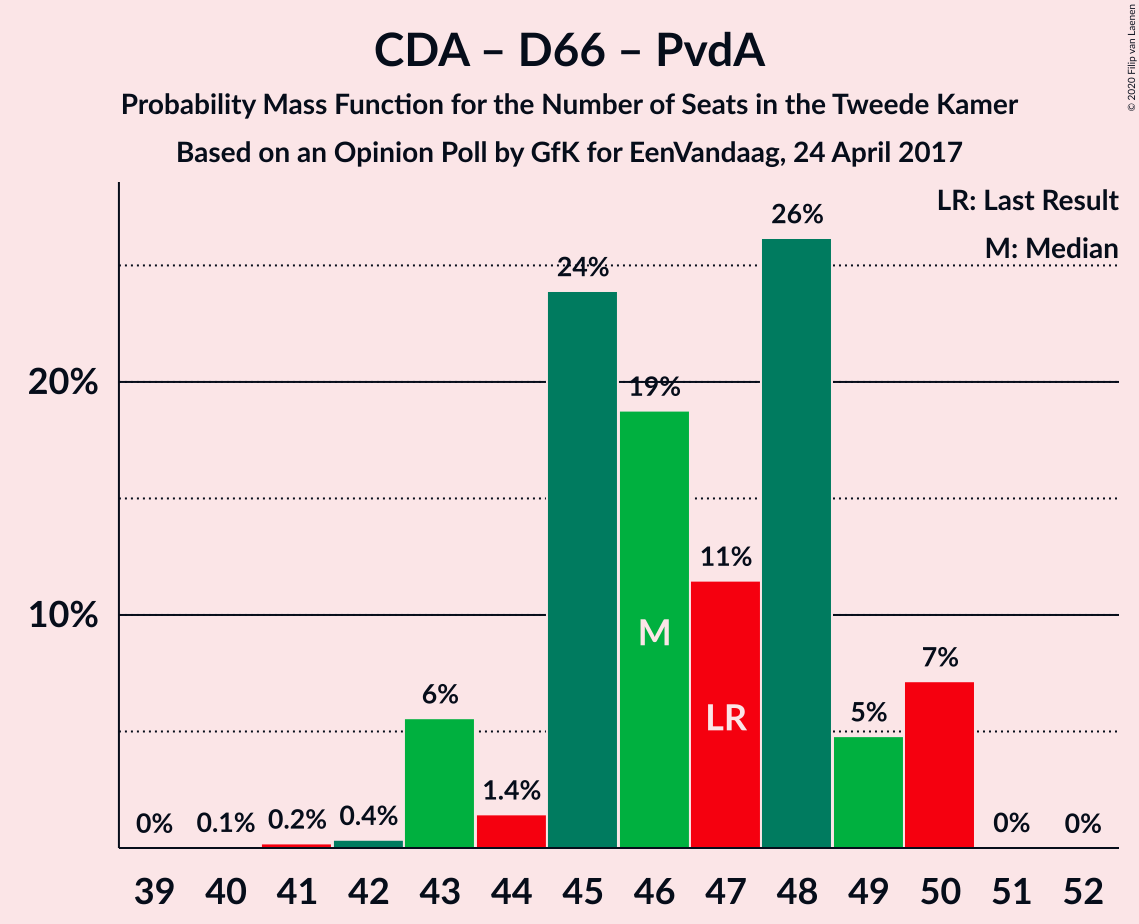 CDA – D66 – PvdA
Probability Mass Function for the Number of Seats in the Tweede Kamer
Based on an Opinion Poll by GfK for EenVandaag, 24 April 2017
© 2020 Filip van Laenen
LR: Last Result
M: Median
26%
24%
20%
19%
11%
10%
M
7%
6%
LR
5%
1.4%
0%
0.1%
0.2%
0.4%
0%
0%
39 40 41 42 43 44 45 46 47 48 49 50 51 52